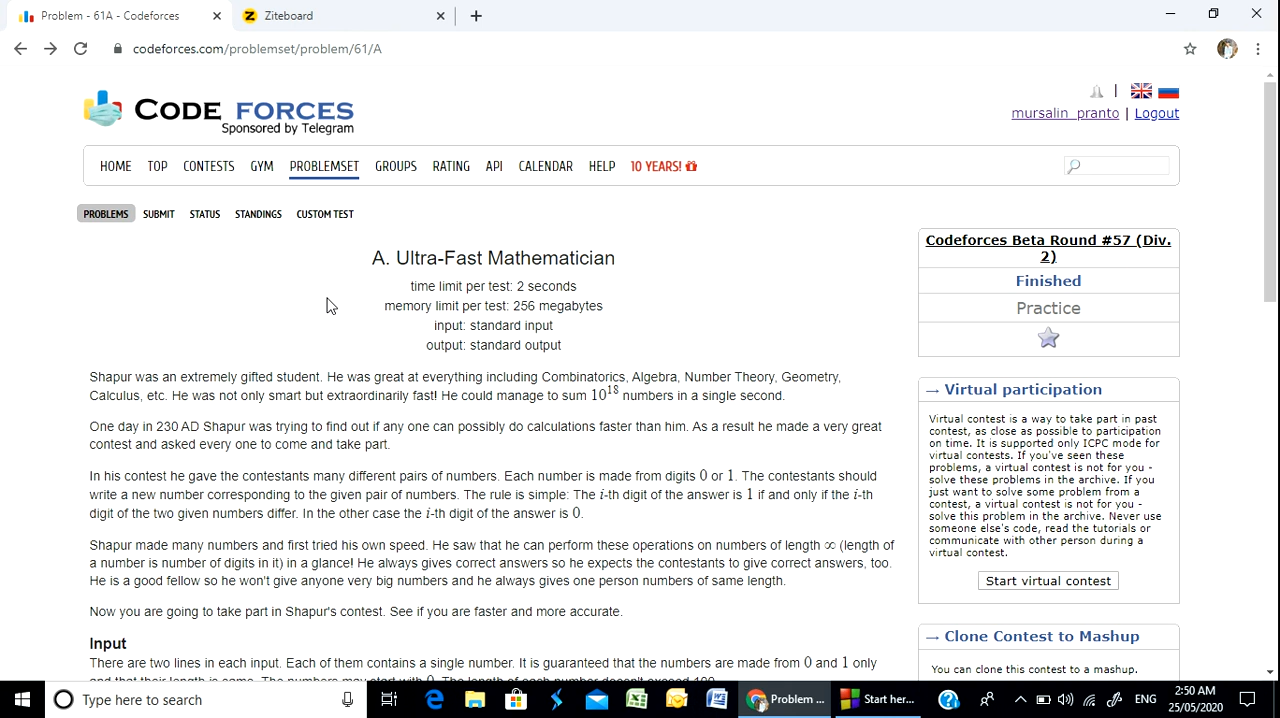 Problem - 61A - Codeforces
Ziteboard
codeforces.com/problemset/problem/61/A
CODE FORCES
Sponsored by Telegram
mursalin_pranto | Logout
HOME TOP CONTESTS GYM PROBLEMSET GROUPS RATING API CALENDAR HELP 10 YEARS!
PROBLEMS SUBMIT STATUS STANDINGS CUSTOM TEST
A. Ultra-Fast Mathematician
time limit per test: 2 seconds
memory limit per test: 256 megabytes
input: standard input
output: standard output
Shapur was an extremely gifted student. He was great at everything including Combinatorics, Algebra, Number Theory, Geometry,
Calculus, etc. He was not only smart but extraordinarily fast! He could manage to sum 10^18 numbers in a single second.
One day in 230 AD Shapur was trying to find out if any one can possibly do calculations faster than him. As a result he made a very great
contest and asked every one to come and take part.
In his contest he gave the contestants many different pairs of numbers. Each number is made from digits 0 or 1. The contestants should
write a new number corresponding to the given pair of numbers. The rule is simple: The i-th digit of the answer is 1 if and only if the i-th
digit of the two given numbers differ. In the other case the i-th digit of the answer is 0.
Shapur made many numbers and first tried his own speed. He saw that he can perform these operations on numbers of length ∞ (length of
a number is number of digits in it) in a glance! He always gives correct answers so he expects the contestants to give correct answers, too.
He is a good fellow so he won't give anyone very big numbers and he always gives one person numbers of same length.
Now you are going to take part in Shapur's contest. See if you are faster and more accurate.
Input
There are two lines in each input. Each of them contains a single number. It is guaranteed that the numbers are made from 0 and 1 only
and that their length is same. The numbers may start with 0. The length of each number doesn't exceed 100.
Codeforces Beta Round #57 (Div.
2)
Finished
Practice
→ Virtual participation
Virtual contest is a way to take part in past
contest, as close as possible to participation
on time. It is supported only ICPC mode for
virtual contests. If you've seen these
problems, a virtual contest is not for you -
solve these problems in the archive. If you
just want to solve some problem from a
contest, a virtual contest is not for you -
solve this problem in the archive. Never use
someone else's code, read the tutorials or
communicate with other person during a
virtual contest.
Start virtual contest
→ Clone Contest to Mashup
You can clone this contest to a mashup.
Type here to search
Problem ...
Start her...
ENG
2:50 AM
25/05/2020